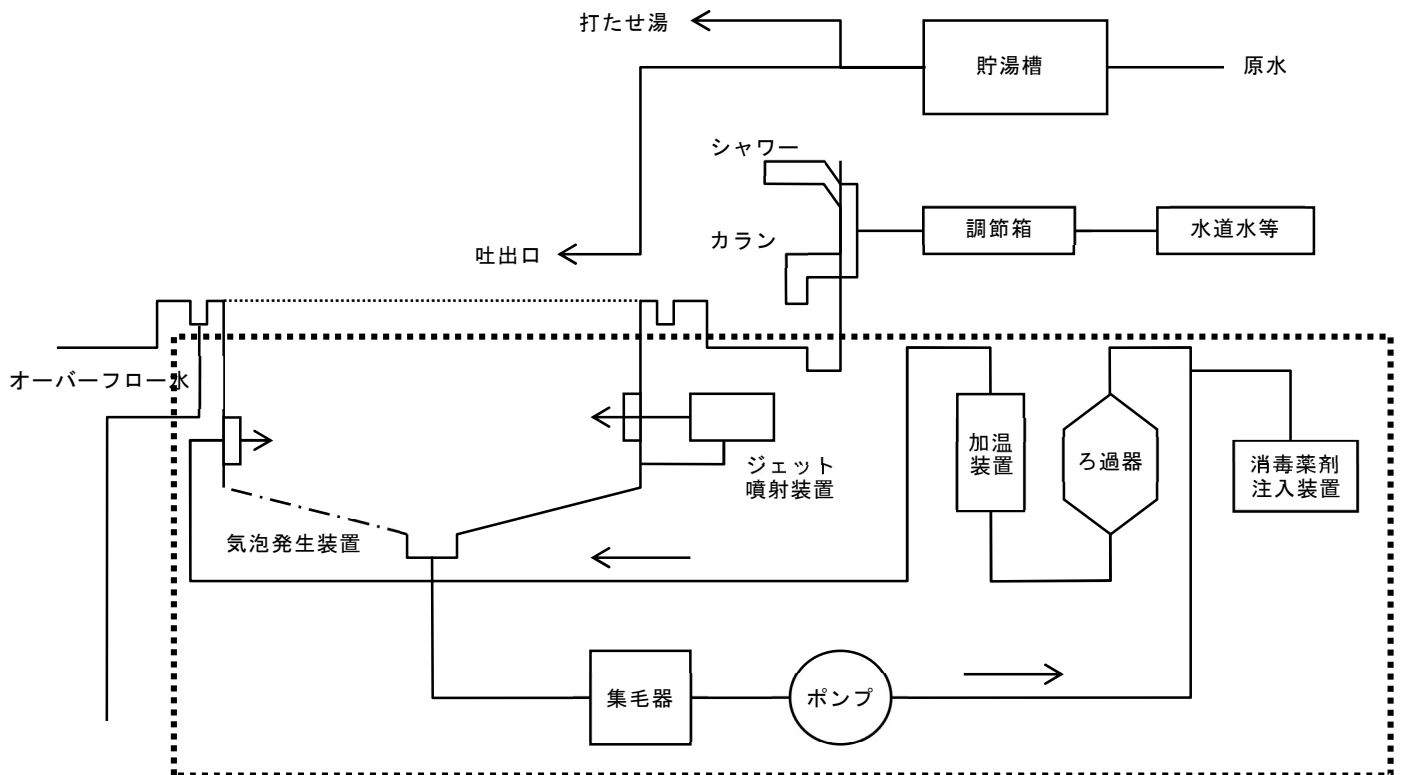 打たせ湯
貯湯槽
原水
シャワー
カラン
調節箱
水道水等
吐出口
オーバーフロー水
ジェット
噴射装置
加温
装置
ろ過器
消毒薬剤
注入装置
気泡発生装置
集毛器
ポンプ